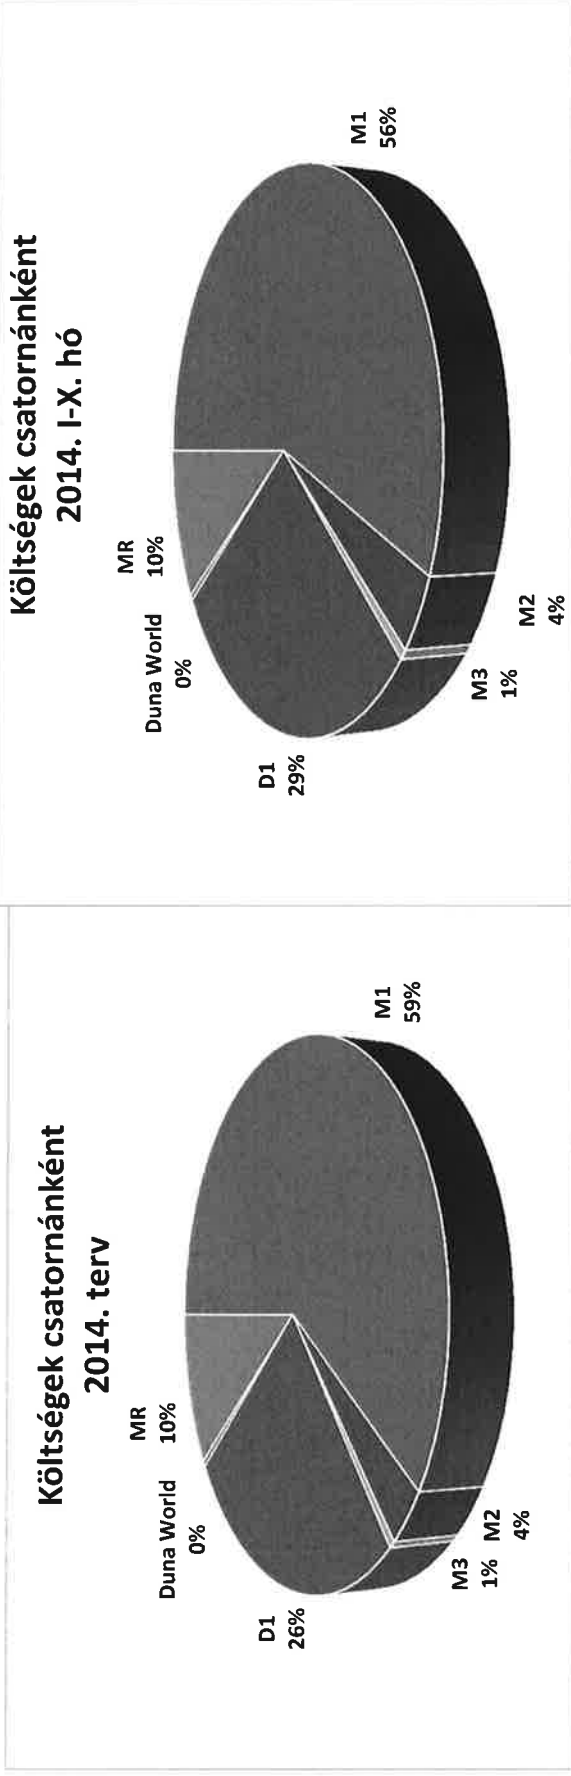 Költségek csatornánként
2014. terv
MR
10%
Duna World
0%
D1
26%
M3
1%
M2
4%
M1
59%
Költségek csatornánként
2014. I-X. hó
MR
10%
Duna World
0%
D1
29%
M3
1%
M2
4%
M1
56%